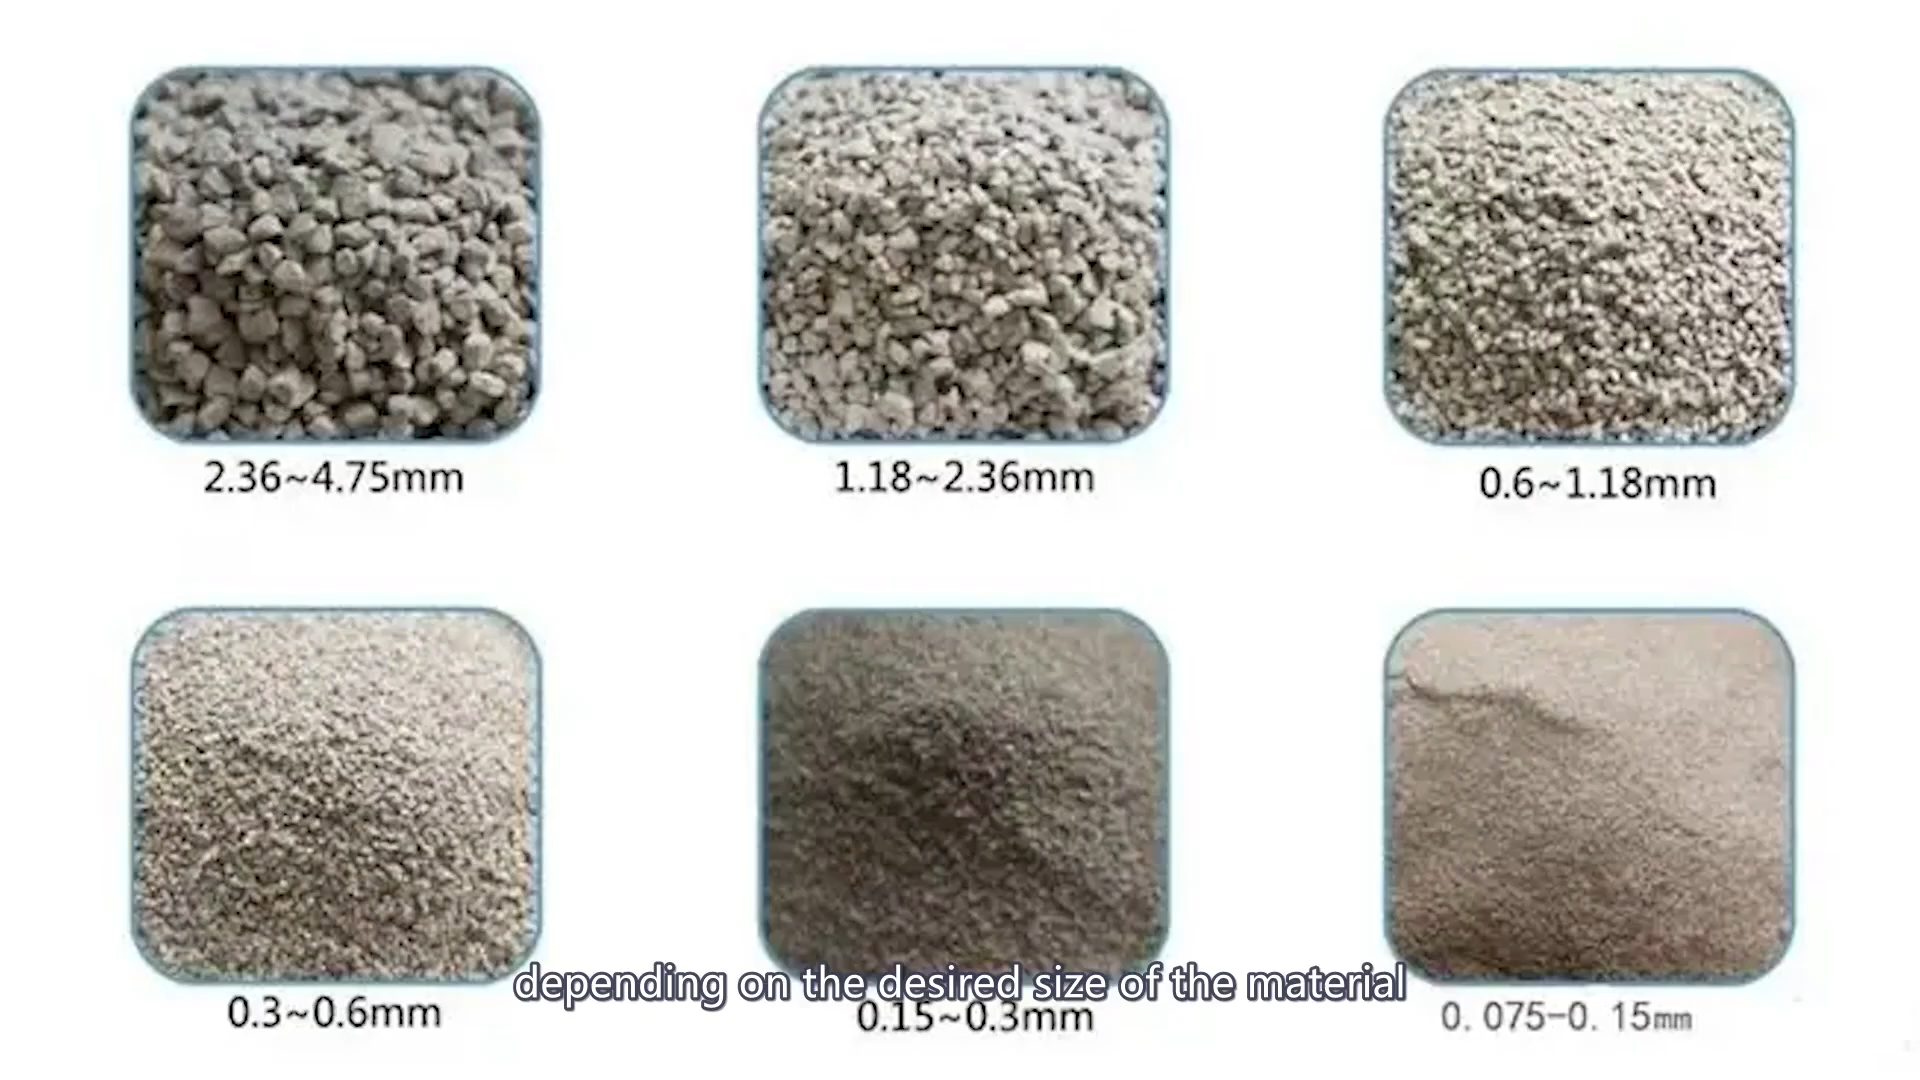 2.36~4.75mm
1.18~2.36mm
0.6~1.18mm
depending on the desired size of the material
0.3~0.6mm
0.15~0.3mm
0.075-0.15mm